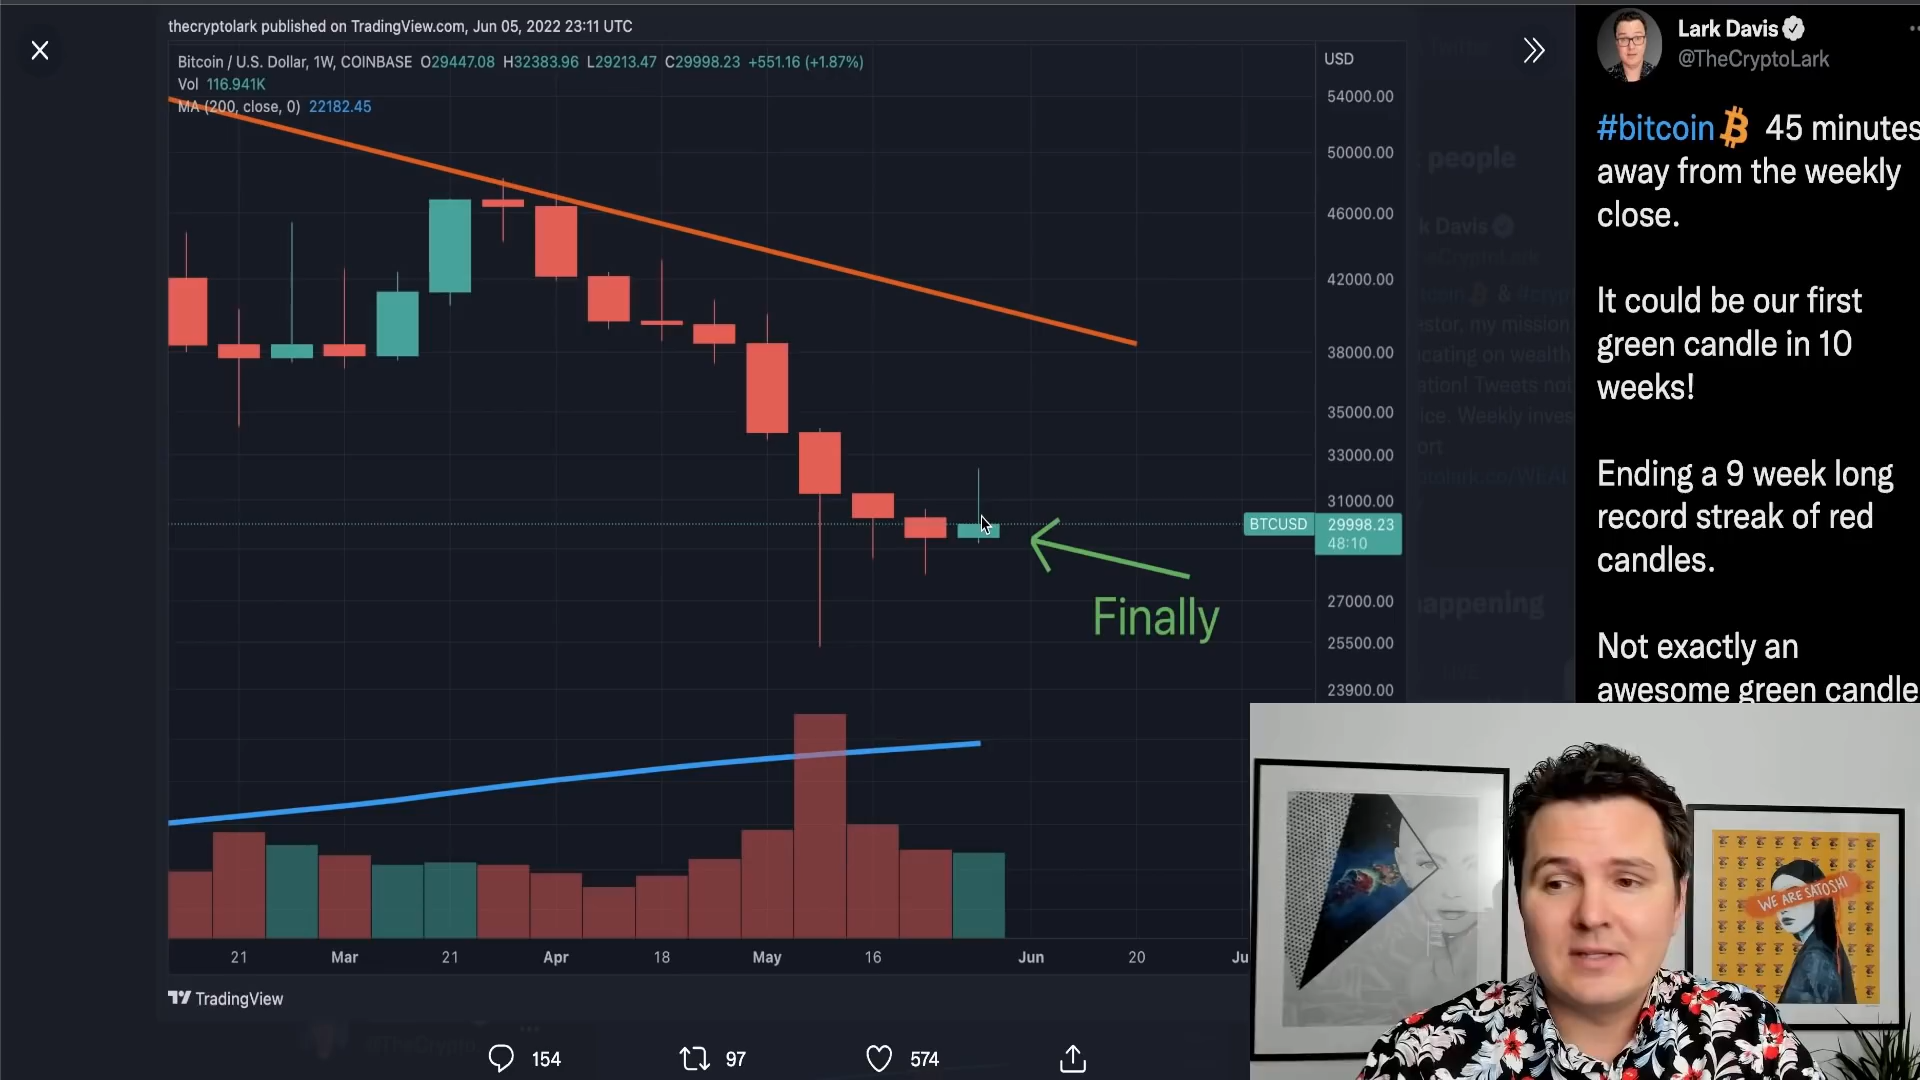 thecryptolark published on TradingView.com, Jun 05, 2022 23:11 UTC
Bitcoin / U.S. Dollar, 1W, COINBASE O29447.08 H32383.96 L29213.47 C29998.23 +551.16 (+1.87%)
Vol 116.941K
MA (200, close, 0) 22182.45
USD
54000.00
50000.00
46000.00
42000.00
38000.00
35000.00
33000.00
31000.00
BTCUSD 29998.23
48:10
27000.00
25500.00
23900.00
Finally
21 Mar 21 Apr 18 May 16 Jun 20 Ju
TradingView
154 97 574
Lark Davis
@TheCryptoLark
#bitcoin 45 minutes
away from the weekly
close.
It could be our first
green candle in 10
weeks!
Ending a 9 week long
record streak of red
candles.
Not exactly an
awesome green candle
people
happening
WE ARE SATOSHI